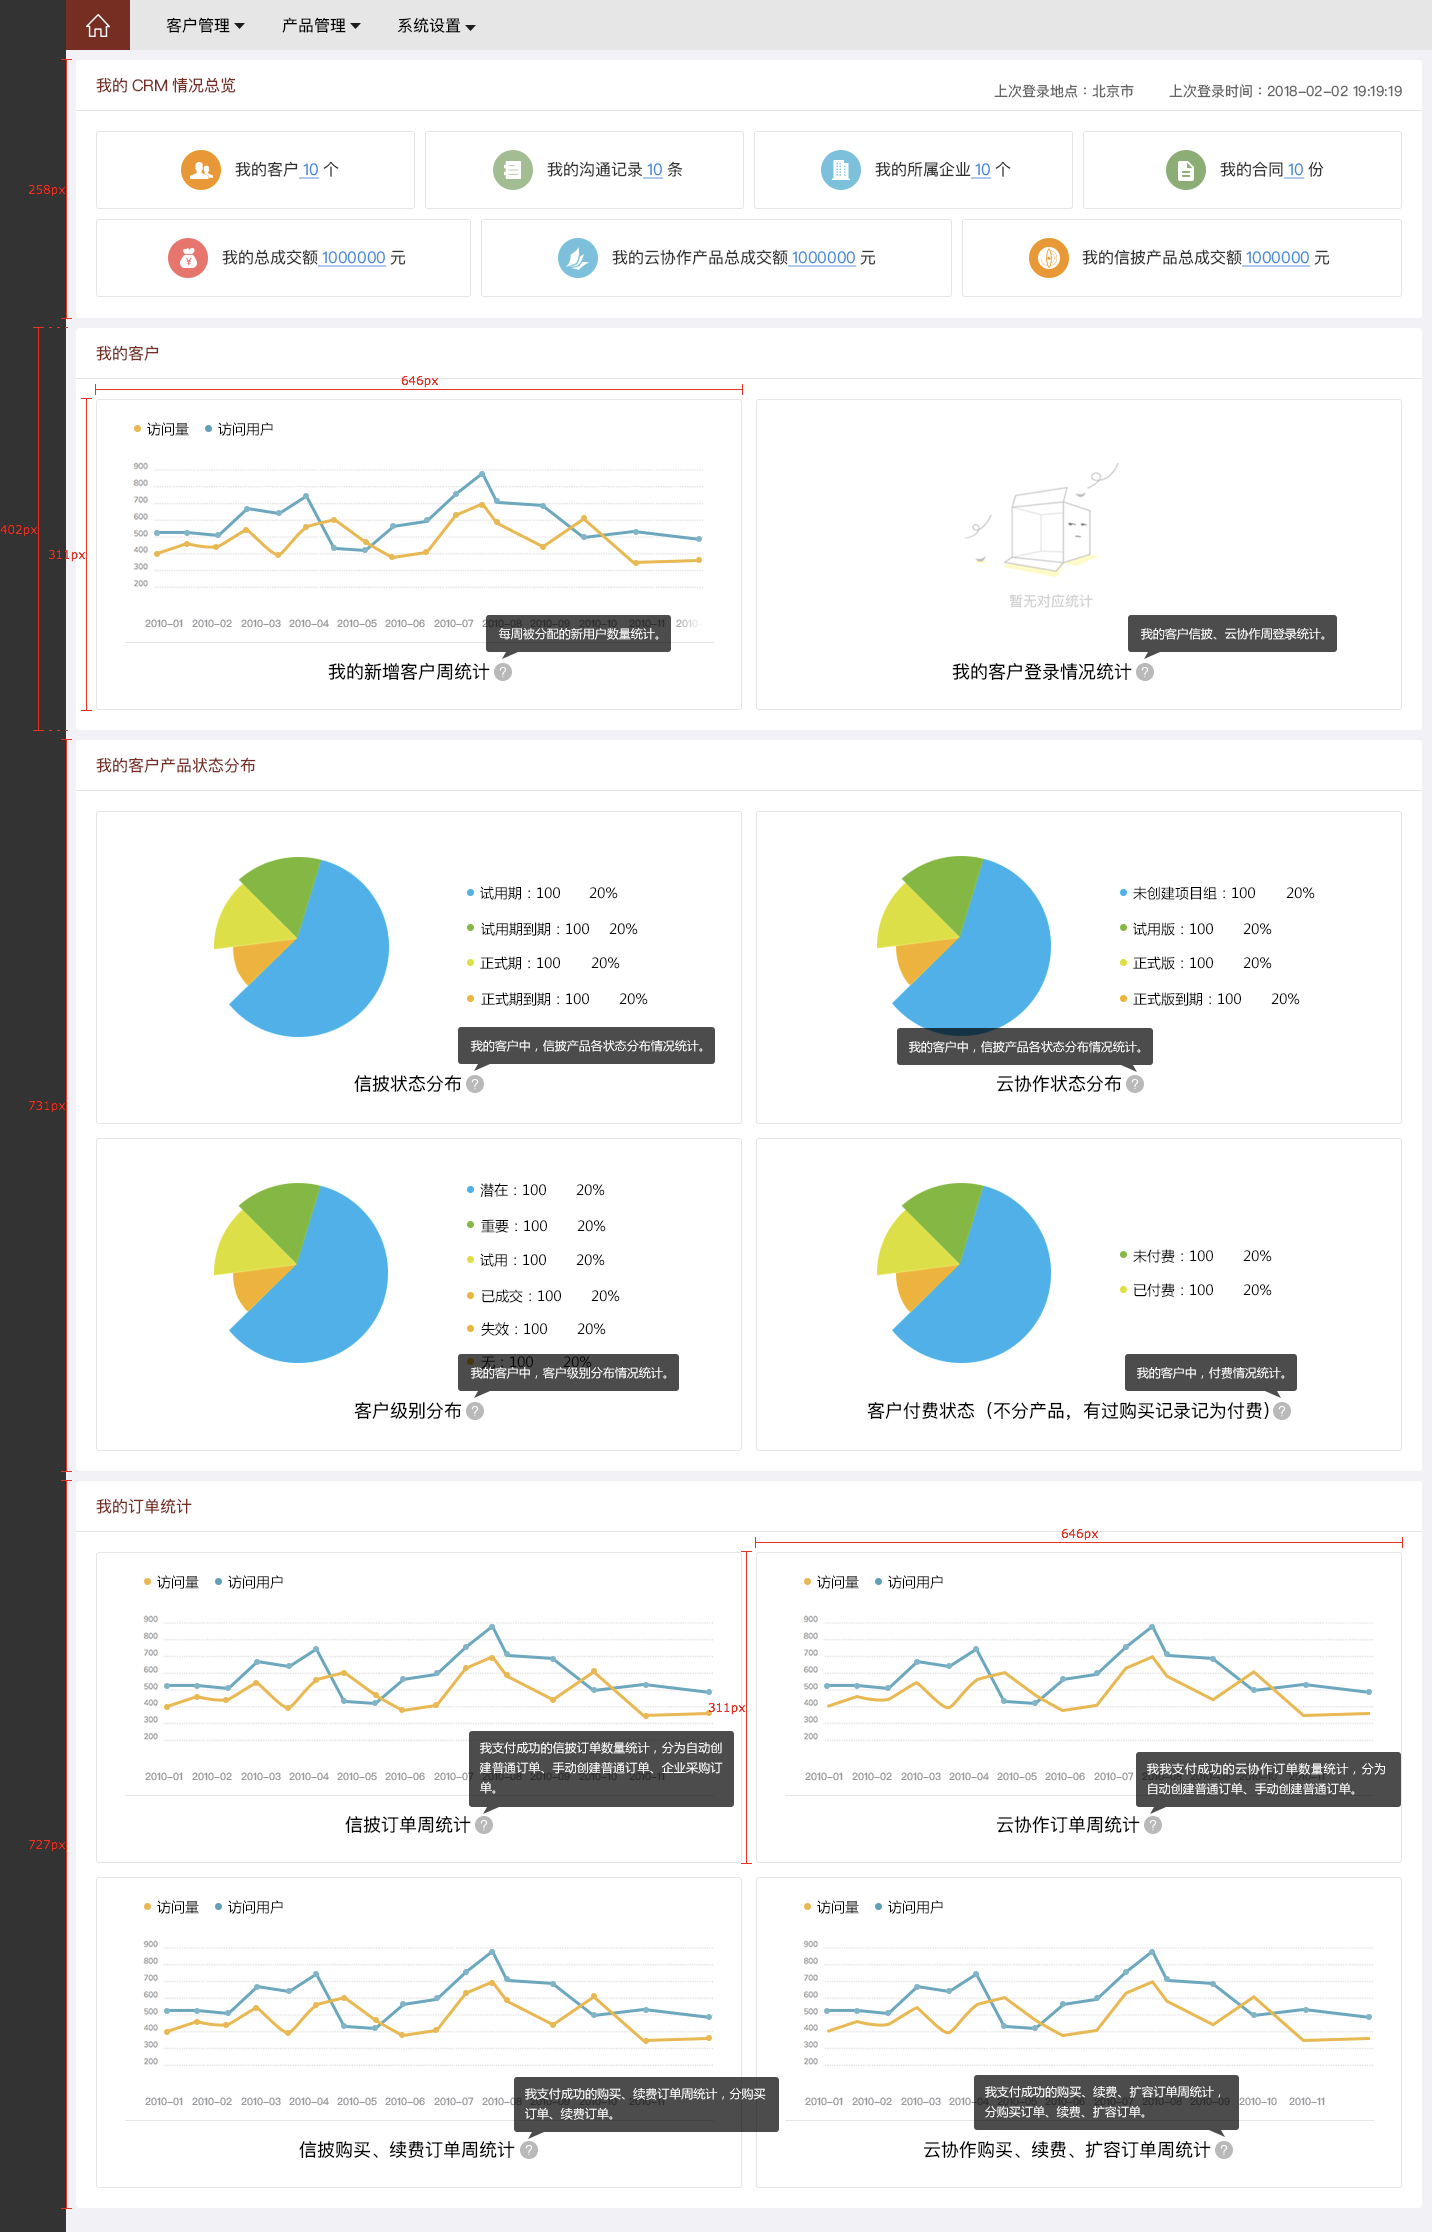 客户管理 产品管理 系统设置
我的 CRM 情况总览
上次登录地点：北京市 上次登录时间：2018-02-02 19:19:19
我的客户 10 个
我的沟通记录 10 条
我的所属企业 10 个
我的合同 10 份
258px
我的总成交额 1000000 元
我的云协作产品总成交额 1000000 元
我的信披产品总成交额 1000000 元
我的客户
646px
访问量 访问用户
900
800
700
600
500
400
300
200
402px
311px
2010-01 2010-02 2010-03 2010-04 2010-05 2010-06 2010-07 2010-08 2010-09 2010-10 2010-11 2010-
每周被分配的新用户数量统计。
我的新增客户周统计 ?
暂无对应统计
我的客户信披、云协作周登录统计。
我的客户登录情况统计 ?
我的客户产品状态分布
试用期：100 20%
试用期到期：100 20%
正式期：100 20%
正式期到期：100 20%
我的客户中，信披产品各状态分布情况统计。
信披状态分布 ?
未创建项目组：100 20%
试用版：100 20%
正式版：100 20%
正式版到期：100 20%
我的客户中，信披产品各状态分布情况统计。
云协作状态分布 ?
731px
潜在：100 20%
重要：100 20%
试用：100 20%
已成交：100 20%
失效：100 20%
无：100 20%
我的客户中，客户级别分布情况统计。
客户级别分布 ?
未付费：100 20%
已付费：100 20%
我的客户中，付费情况统计。
客户付费状态（不分产品，有过购买记录记为付费） ?
我的订单统计
646px
访问量 访问用户
900
800
700
600
500
400
300
200
311px
2010-01 2010-02 2010-03 2010-04 2010-05 2010-06 2010-07 2010-08 2010-09 2010-10 2010-11
我支付成功的信披订单数量统计，分为自动创
建普通订单、手动创建普通订单、企业采购订
单。
信披订单周统计 ?
访问量 访问用户
900
800
700
600
500
400
300
200
2010-01 2010-02 2010-03 2010-04 2010-05 2010-06 2010-07
我我支付成功的云协作订单数量统计，分为
自动创建普通订单、手动创建普通订单。
云协作订单周统计 ?
727px
访问量 访问用户
900
800
700
600
500
400
300
200
2010-01 2010-02 2010-03 2010-04 2010-05 2010-06 2010-07 2010-08 2010-09 2010-10 2010-11
我支付成功的购买、续费订单周统计，分购买
订单、续费订单。
信披购买、续费订单周统计 ?
访问量 访问用户
900
800
700
600
500
400
300
200
2010-01 2010-02 2010-03 2010-04 2010-05 2010-06 2010-07 2010-08 2010-09 2010-10 2010-11
我支付成功的购买、续费、扩容订单周统计，
分购买订单、续费、扩容订单。
云协作购买、续费、扩容订单周统计 ?